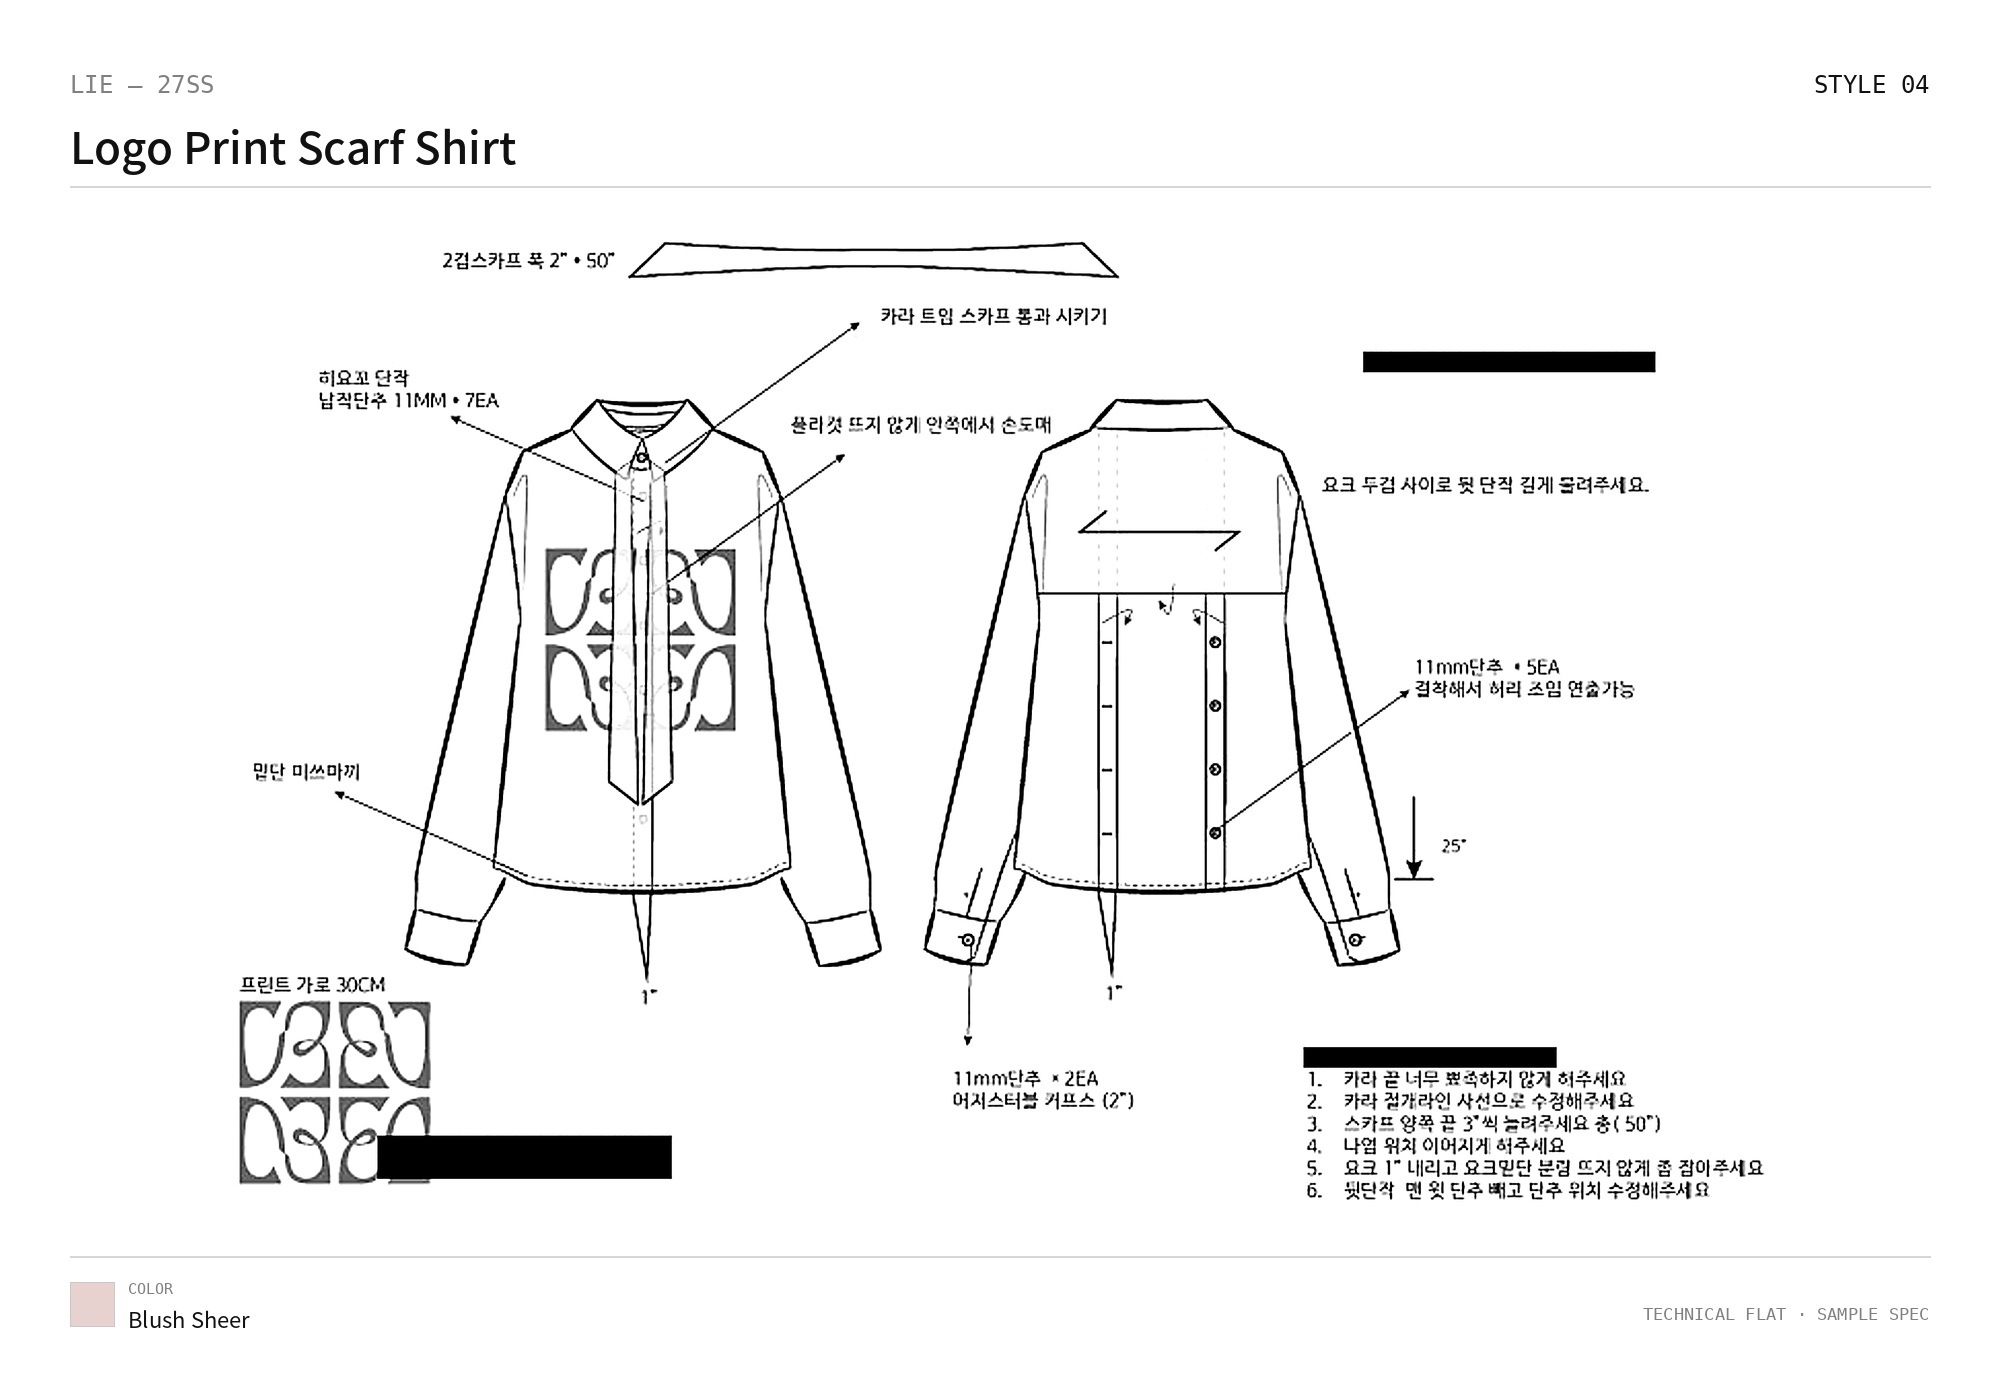 LIE — 27SS
STYLE 04
Logo Print Scarf Shirt
2겹스카프 폭 2" • 50"
카라 트임 스카프 통과 시키기
히요꼬 단작
납작단추 11MM • 7EA
플라켓 뜨지 않게 안쪽에서 손도매
요크 두겹 사이로 뒷 단작 길게 물려주세요.
11mm단추 • 5EA
걸착해서 허리 조임 연출가능
밑단 미쓰마끼
25"
프린트 가로 30CM
1"
1"
11mm단추 × 2EA
어저스터블 커프스 (2")
1. 카라 끝 너무 뾰족하지 않게 해주세요
2. 카라 절개라인 사선으로 수정해주세요
3. 스카프 양쪽 끝 3"씩 늘려주세요 총( 50")
4. 나염 위치 이어지게 해주세요
5. 요크 1" 내리고 요크밑단 분량 뜨지 않게 좀 잡아주세요
6. 뒷단작 맨 윗 단추 빼고 단추 위치 수정해주세요
COLOR
Blush Sheer
TECHNICAL FLAT · SAMPLE SPEC